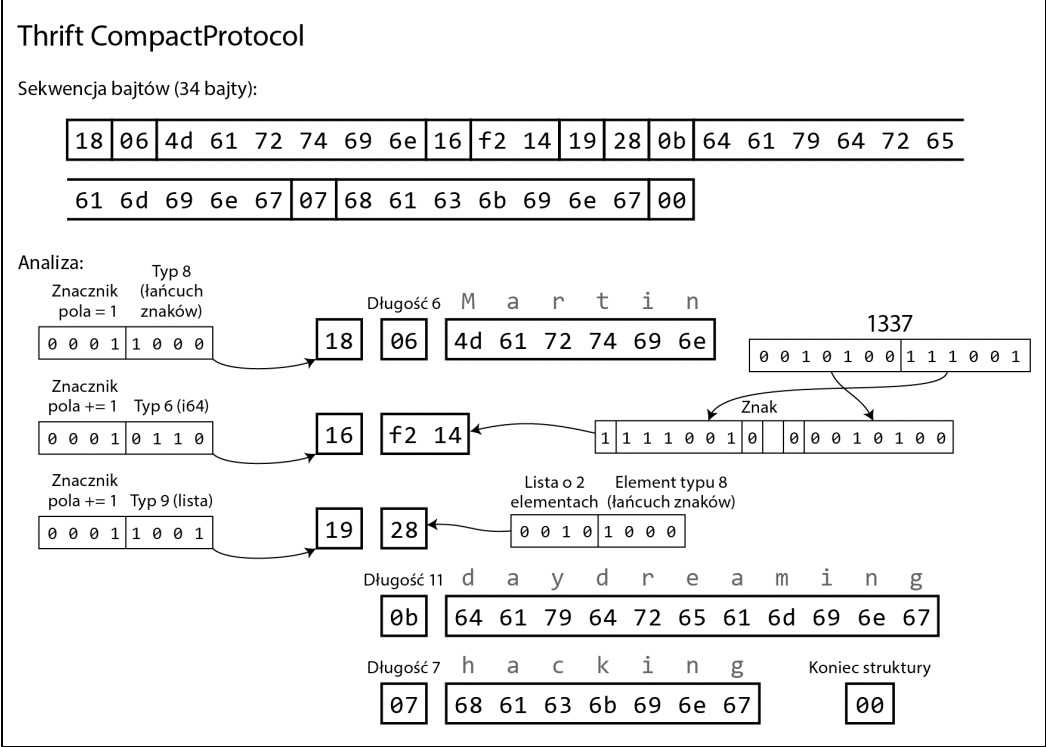 Thrift CompactProtocol
Sekwencja bajtów (34 bajty):
18 06 4d 61 72 74 69 6e 16 f2 14 19 28 0b 64 61 79 64 72 65
61 6d 69 6e 67 07 68 61 63 6b 69 6e 67 00
Analiza:
Znacznik
pola = 1
Typ 8
(łańcuch
znaków)
0 0 0 1 1 0 0 0
18
Długość 6
06
M a r t i n
4d 61 72 74 69 6e
1337
0 0 1 0 1 0 0 1 1 1 0 0 1
Znacznik
pola += 1
Typ 6 (i64)
0 0 0 1 0 1 1 0
16
f2 14
Znak
1 1 1 1 0 0 1 0 0 0 0 1 0 1 0 0
Znacznik
pola += 1
Typ 9 (lista)
0 0 0 1 1 0 0 1
19
28
Lista o 2
elementach
Element typu 8
(łańcuch znaków)
0 0 1 0 1 0 0 0
Długość 11
0b
d a y d r e a m i n g
64 61 79 64 72 65 61 6d 69 6e 67
Długość 7
07
h a c k i n g
68 61 63 6b 69 6e 67
Koniec struktury
00